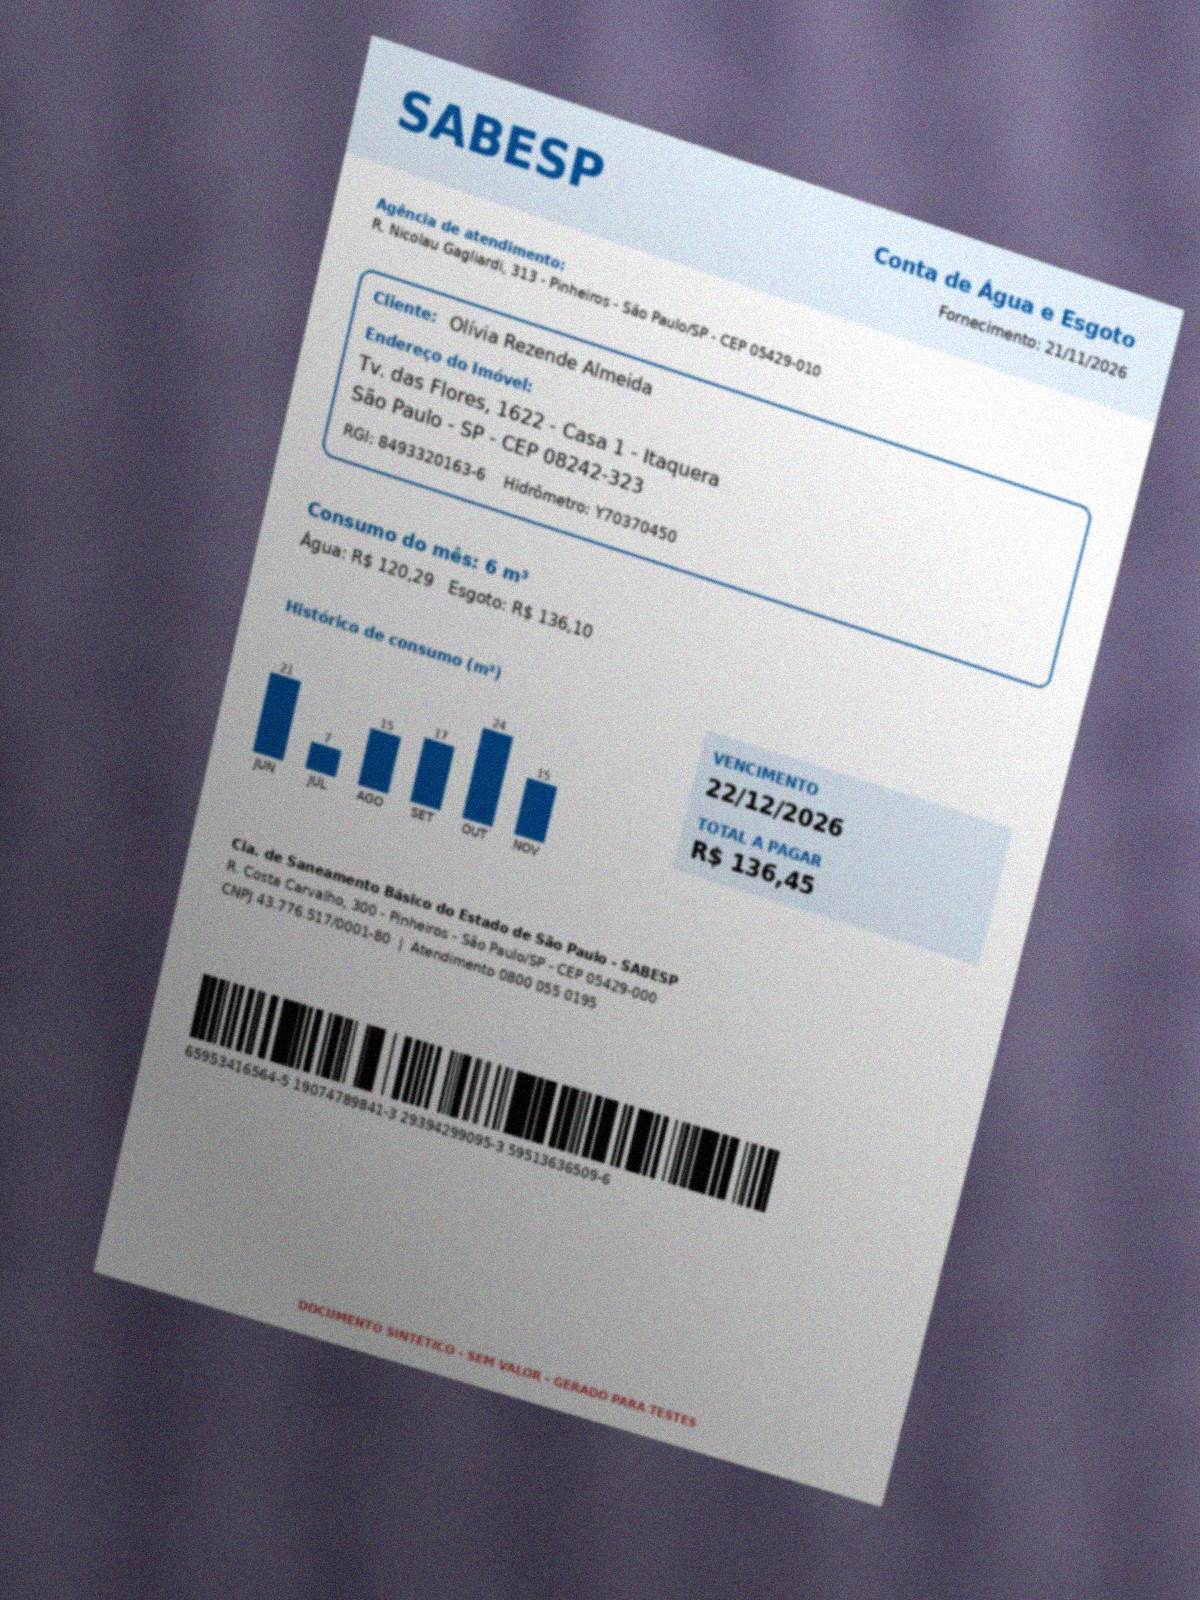 SABESP
Conta de Água e Esgoto
Fornecimento: 21/11/2026
Agência de atendimento:
R. Nicolau Gagliardi, 313 - Pinheiros - São Paulo/SP - CEP 05429-010
Cliente: Olívia Rezende Almeida
Endereço do Imóvel:
Tv. das Flores, 1622 - Casa 1 - Itaquera
São Paulo - SP - CEP 08242-323
RGI: 8493320163-6 Hidrômetro: Y70370450
Consumo do mês: 6 m³
Água: R$ 120,29 Esgoto: R$ 136,10
Histórico de consumo (m³)
21 7 15 17 24 15
JUN JUL AGO SET OUT NOV
VENCIMENTO
22/12/2026
TOTAL A PAGAR
R$ 136,45
Cia. de Saneamento Básico do Estado de São Paulo - SABESP
R. Costa Carvalho, 300 - Pinheiros - São Paulo/SP - CEP 05429-000
CNPJ 43.776.517/0001-80 | Atendimento 0800 055 0195
65953416564-5 19074789841-3 29394299095-3 59513636509-6
DOCUMENTO SINTÉTICO - SEM VALOR - GERADO PARA TESTES